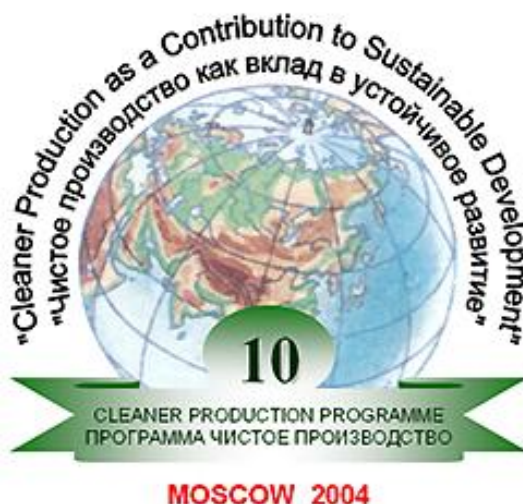 "Cleaner Production as a Contribution to Sustainable Development"
"Чистое производство как вклад в устойчивое развитие"
10
CLEANER PRODUCTION PROGRAMME
ПРОГРАММА ЧИСТОЕ ПРОИЗВОДСТВО
MOSCOW 2004